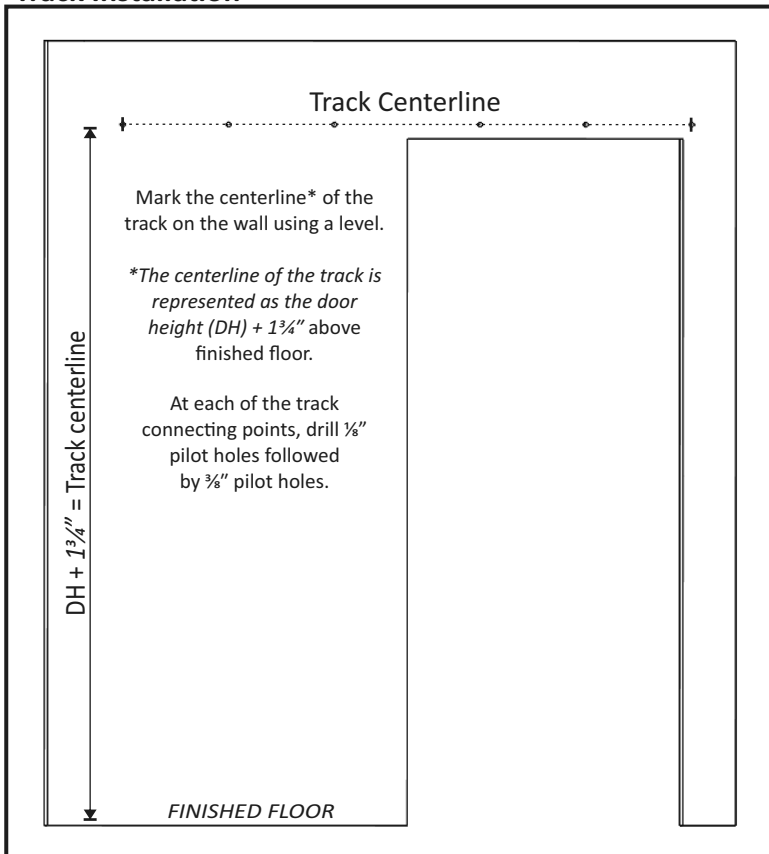 Track Installation
Track Centerline
Mark the centerline* of the
track on the wall using a level.
*The centerline of the track is
represented as the door
height (DH) + 1¾″ above
finished floor.
At each of the track
connecting points, drill ⅛″
pilot holes followed
by ⅜″ pilot holes.
DH + 1¾″ = Track centerline
FINISHED FLOOR